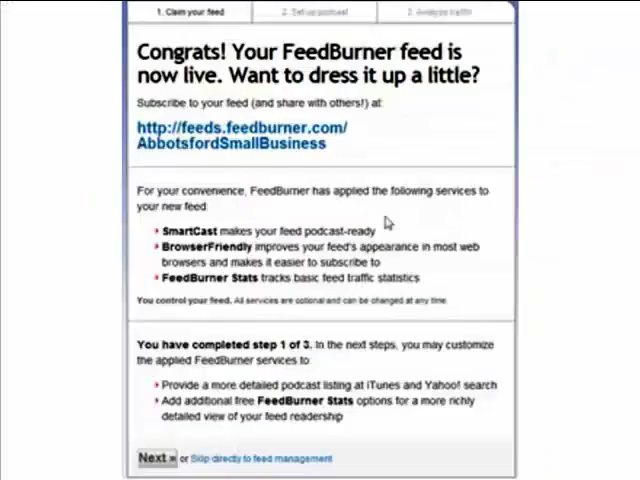 1. Claim your feed 2. Set up podcast 3. Analyze traffic
Congrats! Your FeedBurner feed is
now live. Want to dress it up a little?
Subscribe to your feed (and share with others!) at:
http://feeds.feedburner.com/
AbbotsfordSmallBusiness
For your convenience, FeedBurner has applied the following services to
your new feed:
SmartCast makes your feed podcast-ready
BrowserFriendly improves your feed's appearance in most web
browsers and makes it easier to subscribe to
FeedBurner Stats tracks basic feed traffic statistics
You control your feed. All services are optional and can be changed at any time.
You have completed step 1 of 3. In the next steps, you may customize
the applied FeedBurner services to:
Provide a more detailed podcast listing at iTunes and Yahoo! search
Add additional free FeedBurner Stats options for a more richly
detailed view of your feed readership
Next » or Skip directly to feed management